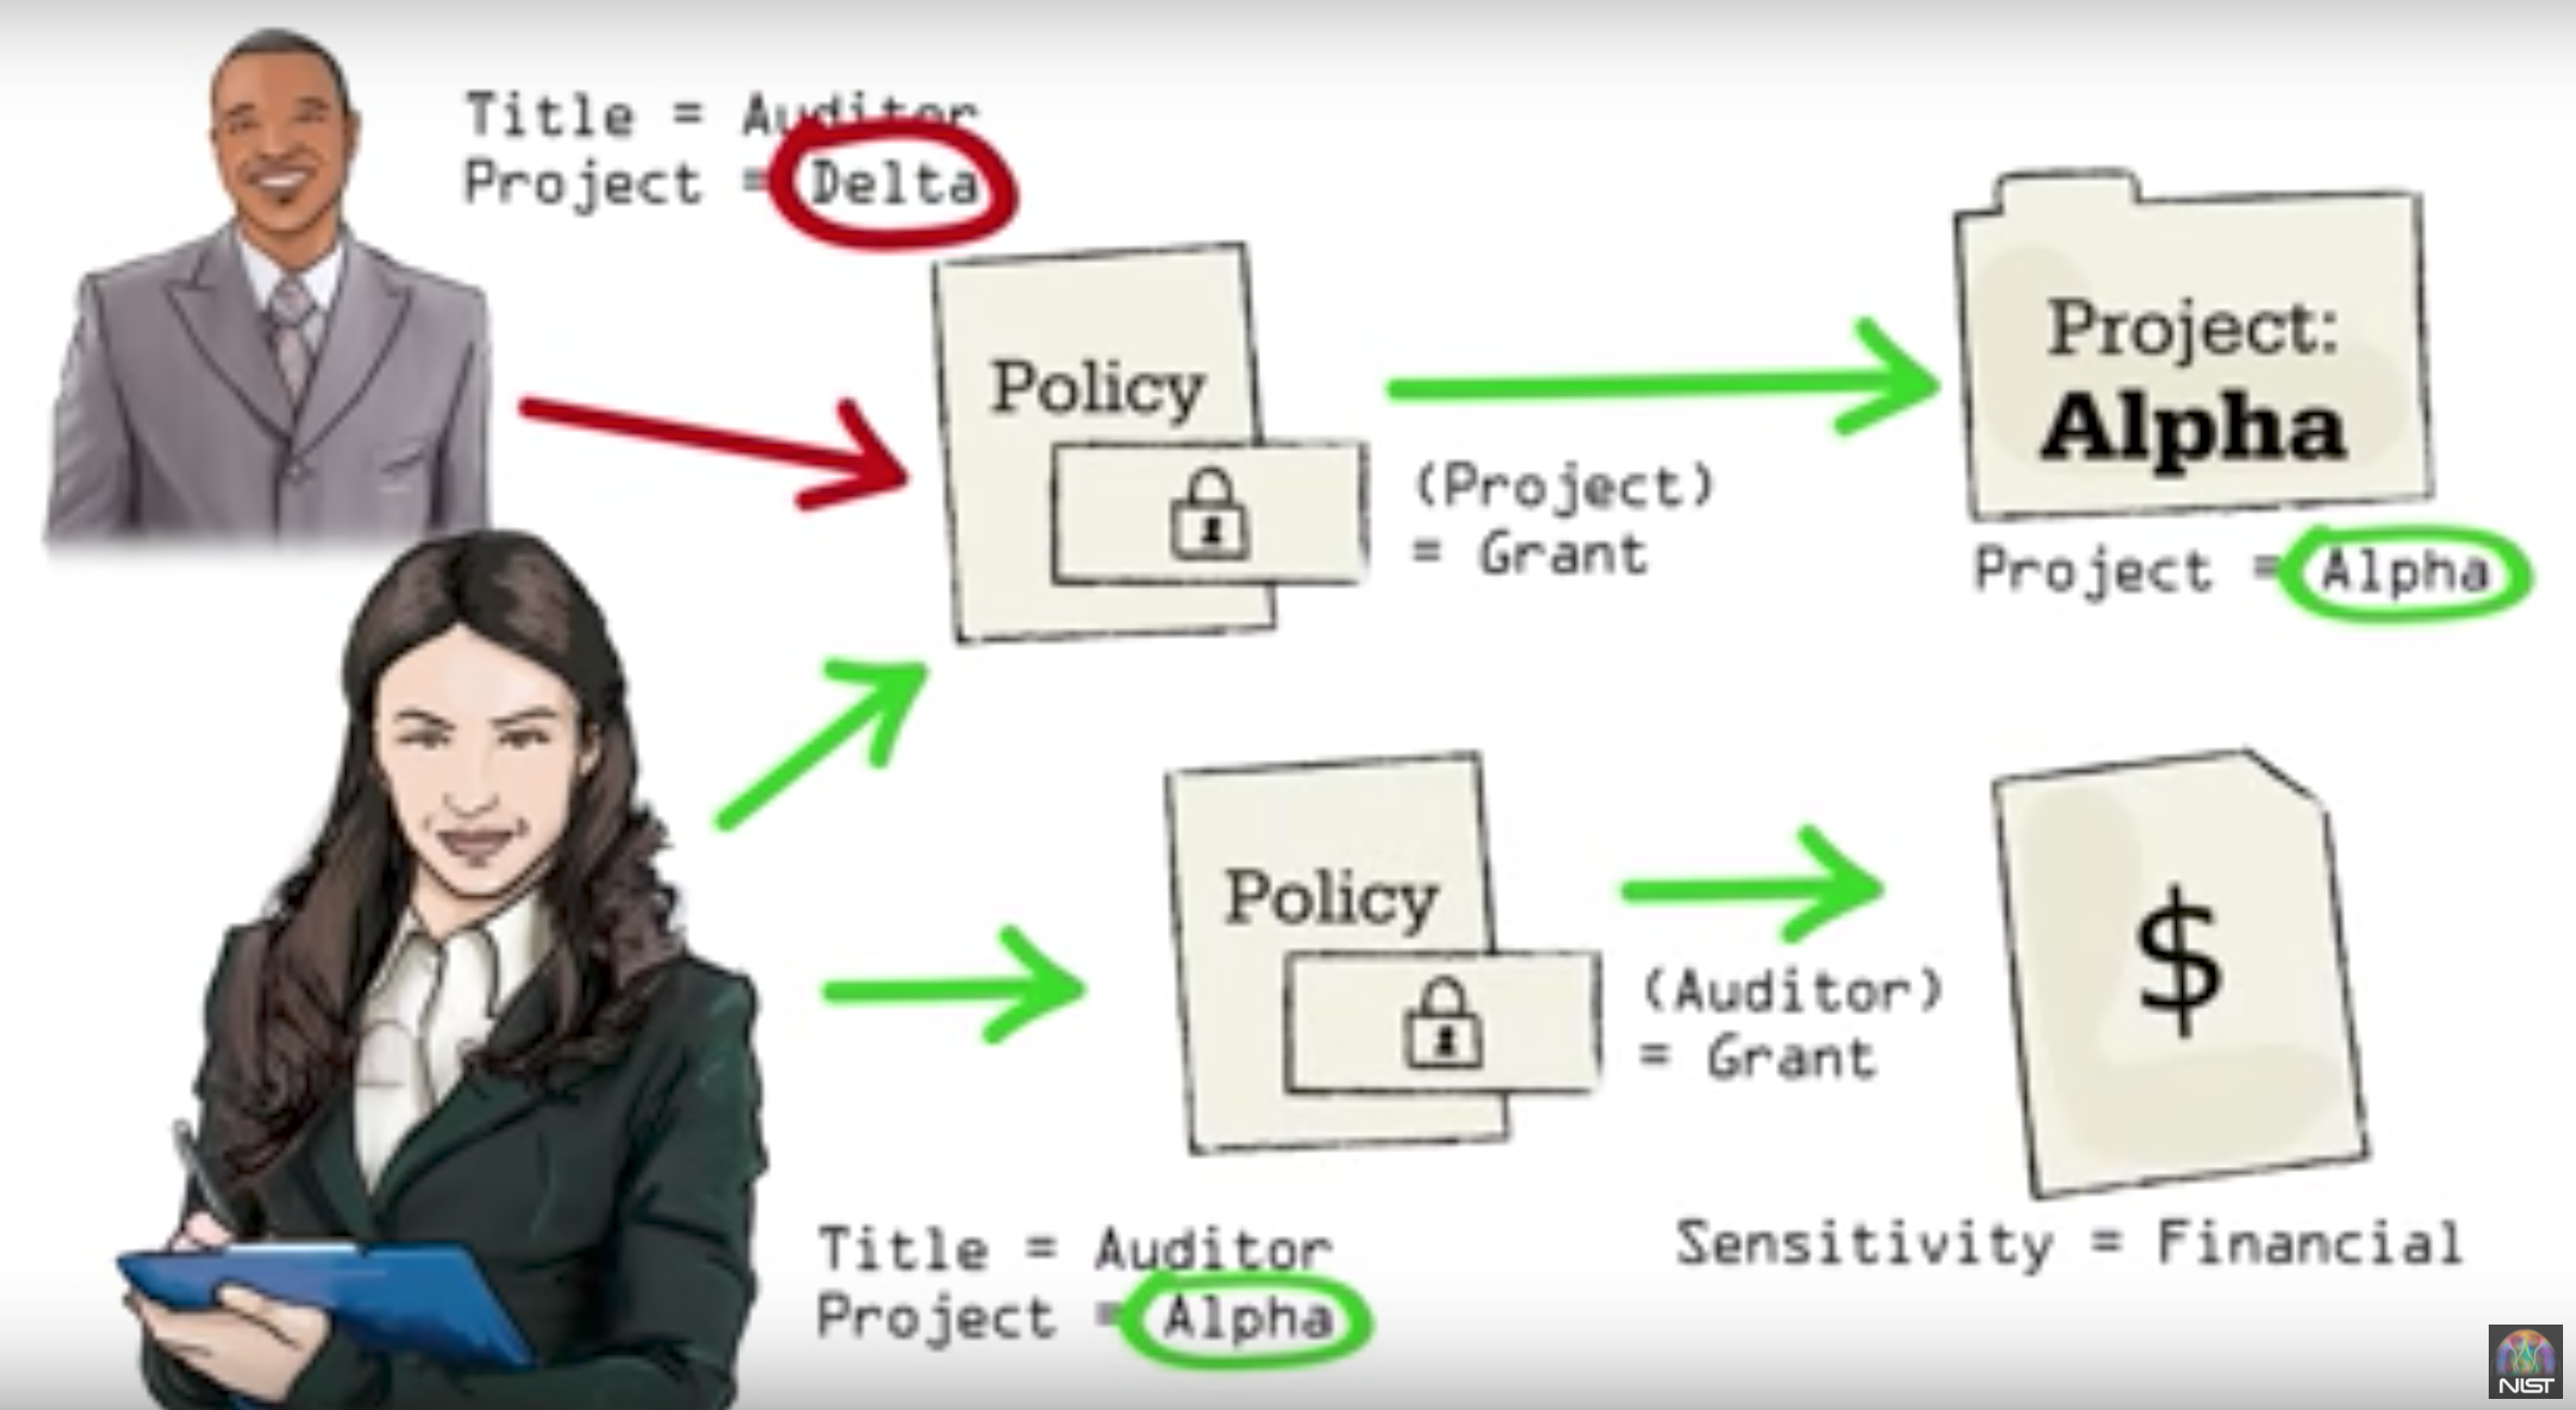 Title = Auditor
Project = Delta
Policy
(Project)
= Grant
Project:
Alpha
Project = Alpha
Policy
(Auditor)
= Grant
$
Sensitivity = Financial
Title = Auditor
Project = Alpha
NIST